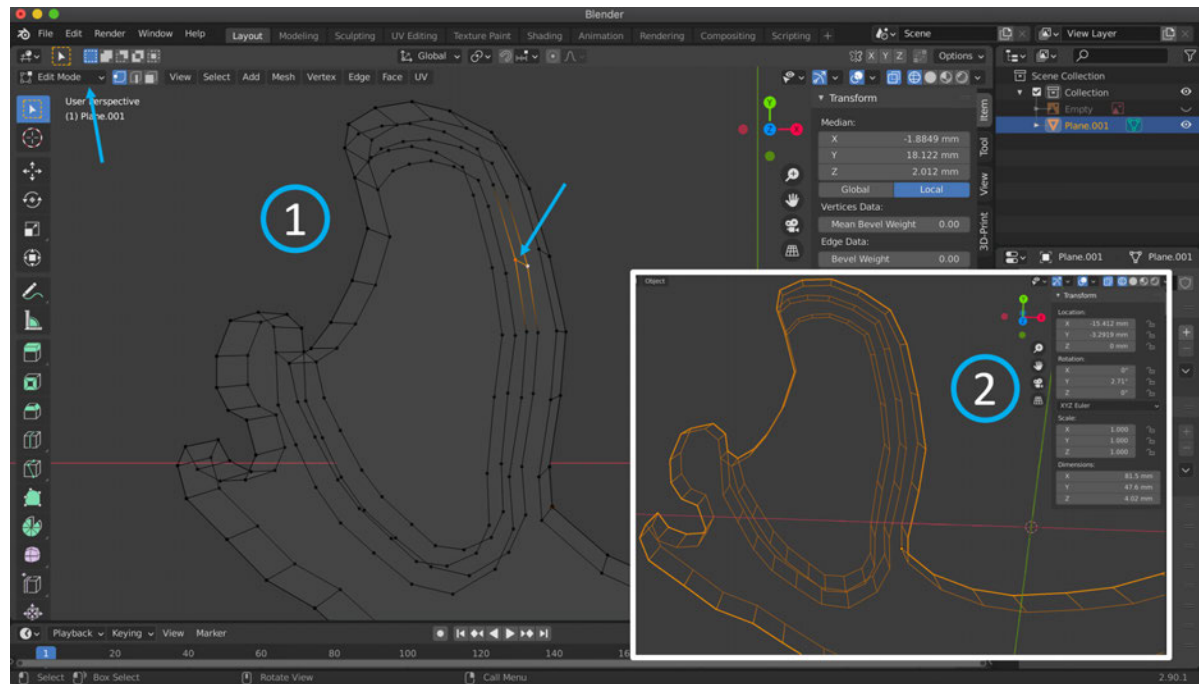 Blender
File Edit Render Window Help Layout Modeling Sculpting UV Editing Texture Paint Shading Animation Rendering Compositing Scripting + Scene View Layer
Global X Y Z Options
Edit Mode View Select Add Mesh Vertex Edge Face UV
User Perspective
(1) Plane.001
1
Transform
Median:
X -1.8849 mm
Y 18.122 mm
Z 2.012 mm
Global Local
Vertices Data:
Mean Bevel Weight 0.00
Edge Data:
Bevel Weight 0.00
Item
Tool
View
3D-Print
Y
Z
X
Scene Collection
Collection
Empty
Plane.001
Plane.001 Plane.001
Object
2
Transform
Location:
X -15.412 mm
Y -3.2919 mm
Z 0 mm
Rotation:
X 0°
Y 2.71°
Z 0°
XYZ Euler
Scale:
X 1.000
Y 1.000
Z 1.000
Dimensions:
X 81.5 mm
Y 47.6 mm
Z 4.02 mm
Playback Keying View Marker
1 20 40 60 80 100 120 140 16
Select Box Select Rotate View Call Menu 2.90.1